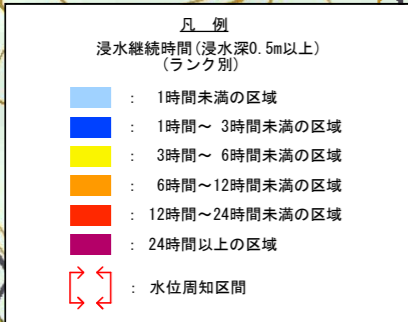 凡 例
浸水継続時間(浸水深0.5m以上)
(ランク別)
: 1時間未満の区域
: 1時間～ 3時間未満の区域
: 3時間～ 6時間未満の区域
: 6時間～12時間未満の区域
: 12時間～24時間未満の区域
: 24時間以上の区域
: 水位周知区間